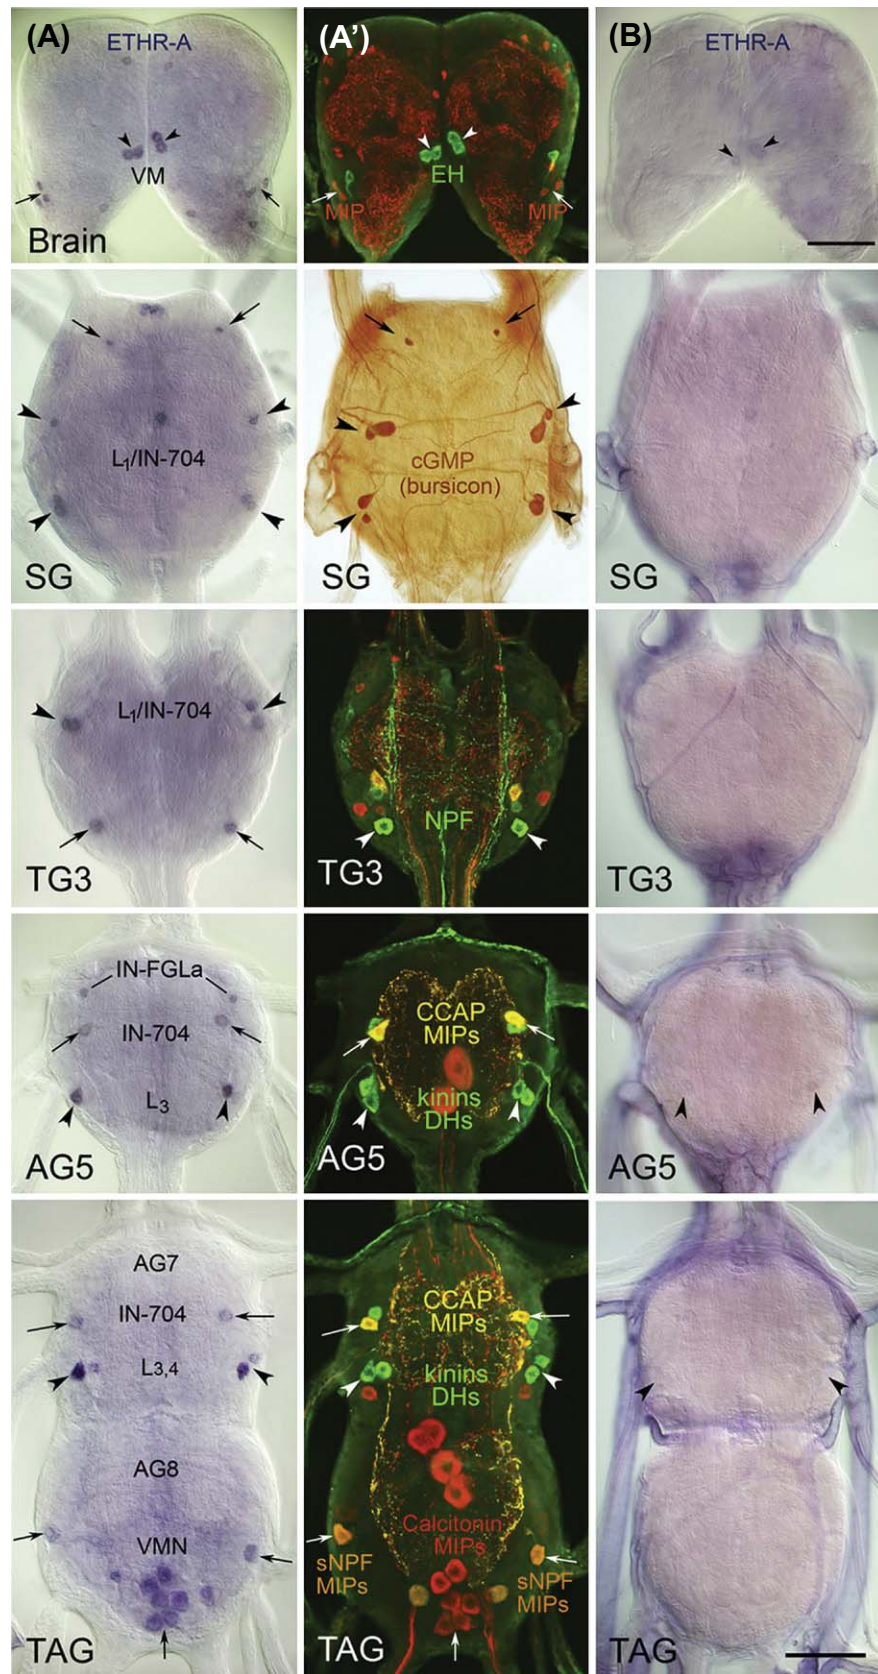 (A)
ETHR-A
VM
Brain
(A')
EH
MIP MIP
(B)
ETHR-A
L1/IN-704
SG
cGMP
(bursicon)
SG
SG
L1/IN-704
TG3
NPF
TG3
TG3
IN-FGLa
IN-704
L3
AG5
CCAP
MIPs
kinins
DHs
AG5
AG5
AG7
IN-704
L3,4
AG8
VMN
TAG
CCAP
MIPs
kinins
DHs
Calcitonin
MIPs
sNPF
MIPs
sNPF
MIPs
TAG
TAG